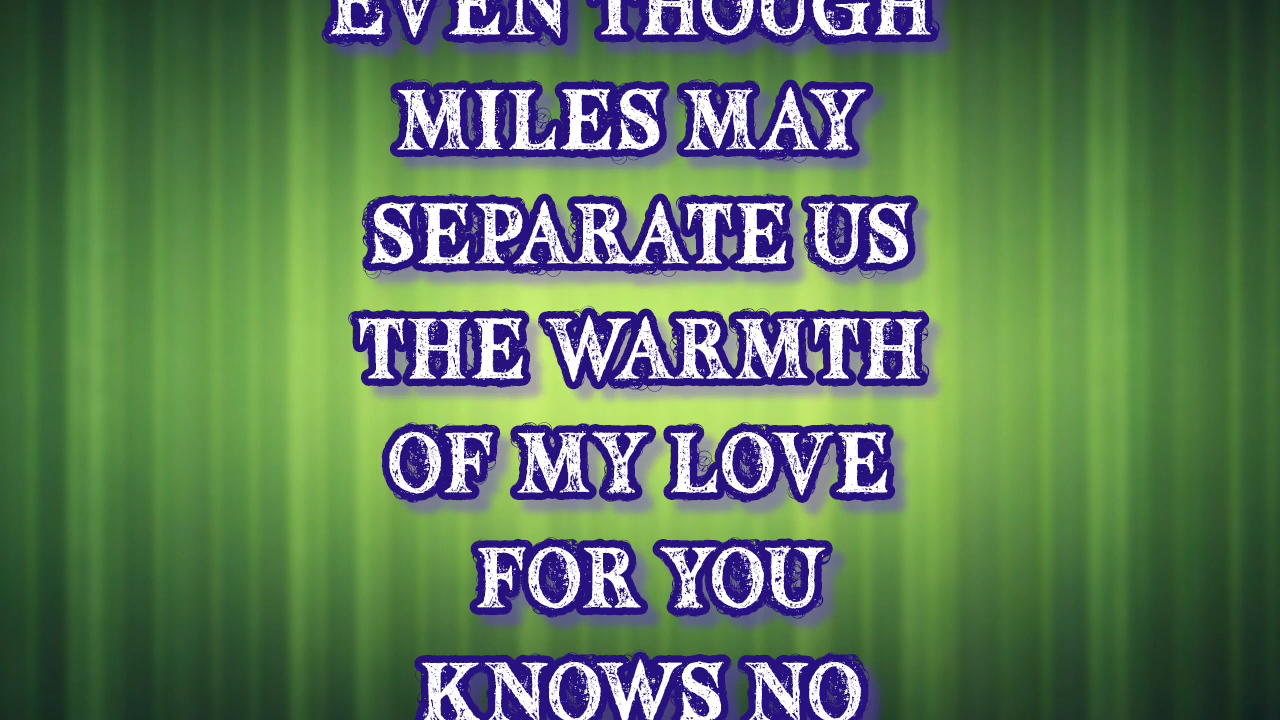 EVEN THOUGH
MILES MAY
SEPARATE US
THE WARMTH
OF MY LOVE
FOR YOU
KNOWS NO